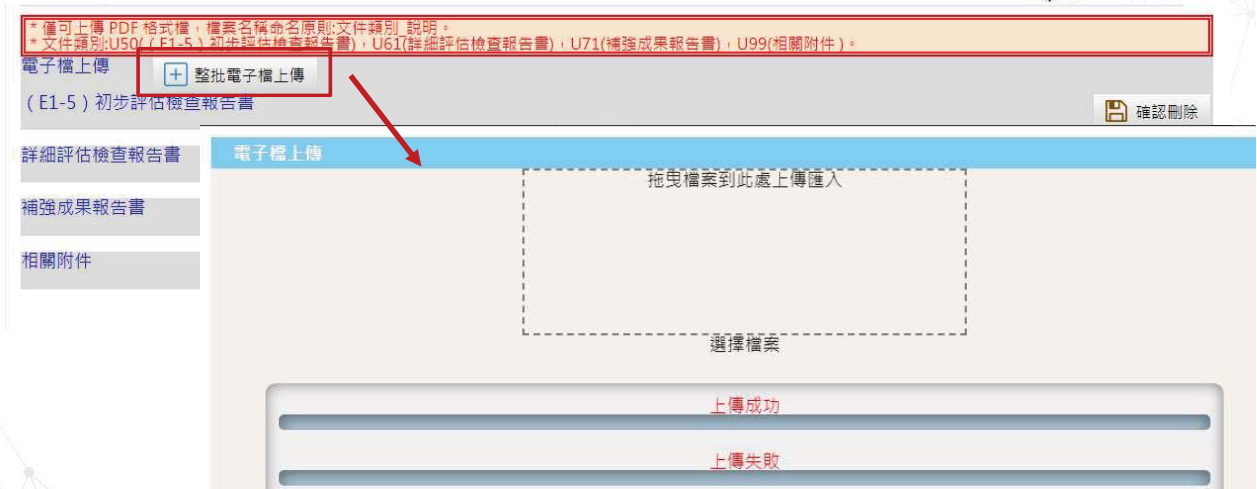 * 僅可上傳 PDF 格式檔，檔案名稱命名原則:文件類別_說明。
* 文件類別:U50(（E1-5）初步評估檢查報告書)，U61(詳細評估檢查報告書)，U71(補強成果報告書)，U99(相關附件)。
電子檔上傳
整批電子檔上傳
（E1-5）初步評估檢查報告書
確認刪除
詳細評估檢查報告書
電子檔上傳
拖曳檔案到此處上傳匯入
補強成果報告書
相關附件
選擇檔案
上傳成功
上傳失敗